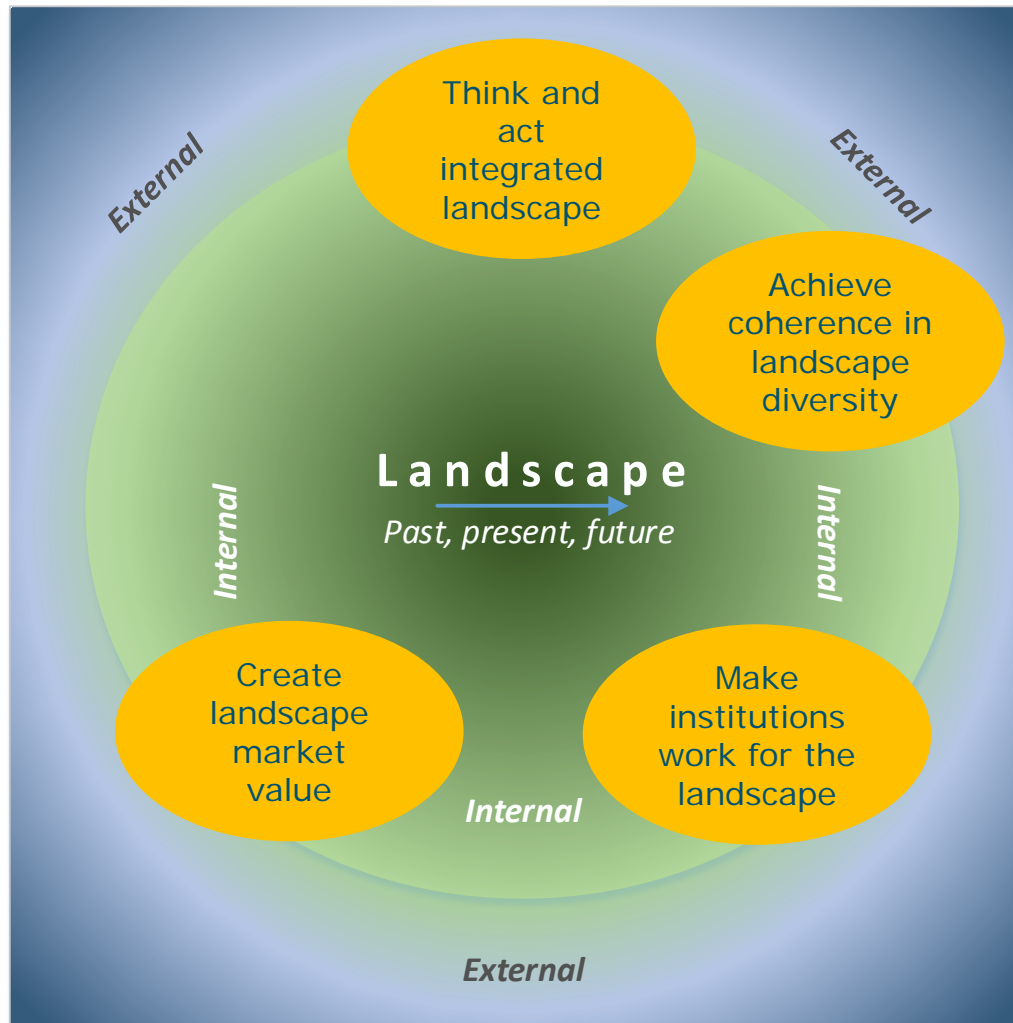 Think and
act
integrated
landscape
External
External
Achieve
coherence in
landscape
diversity
Landscape
Past, present, future
Internal
Internal
Create
landscape
market
value
Make
institutions
work for the
landscape
Internal
External